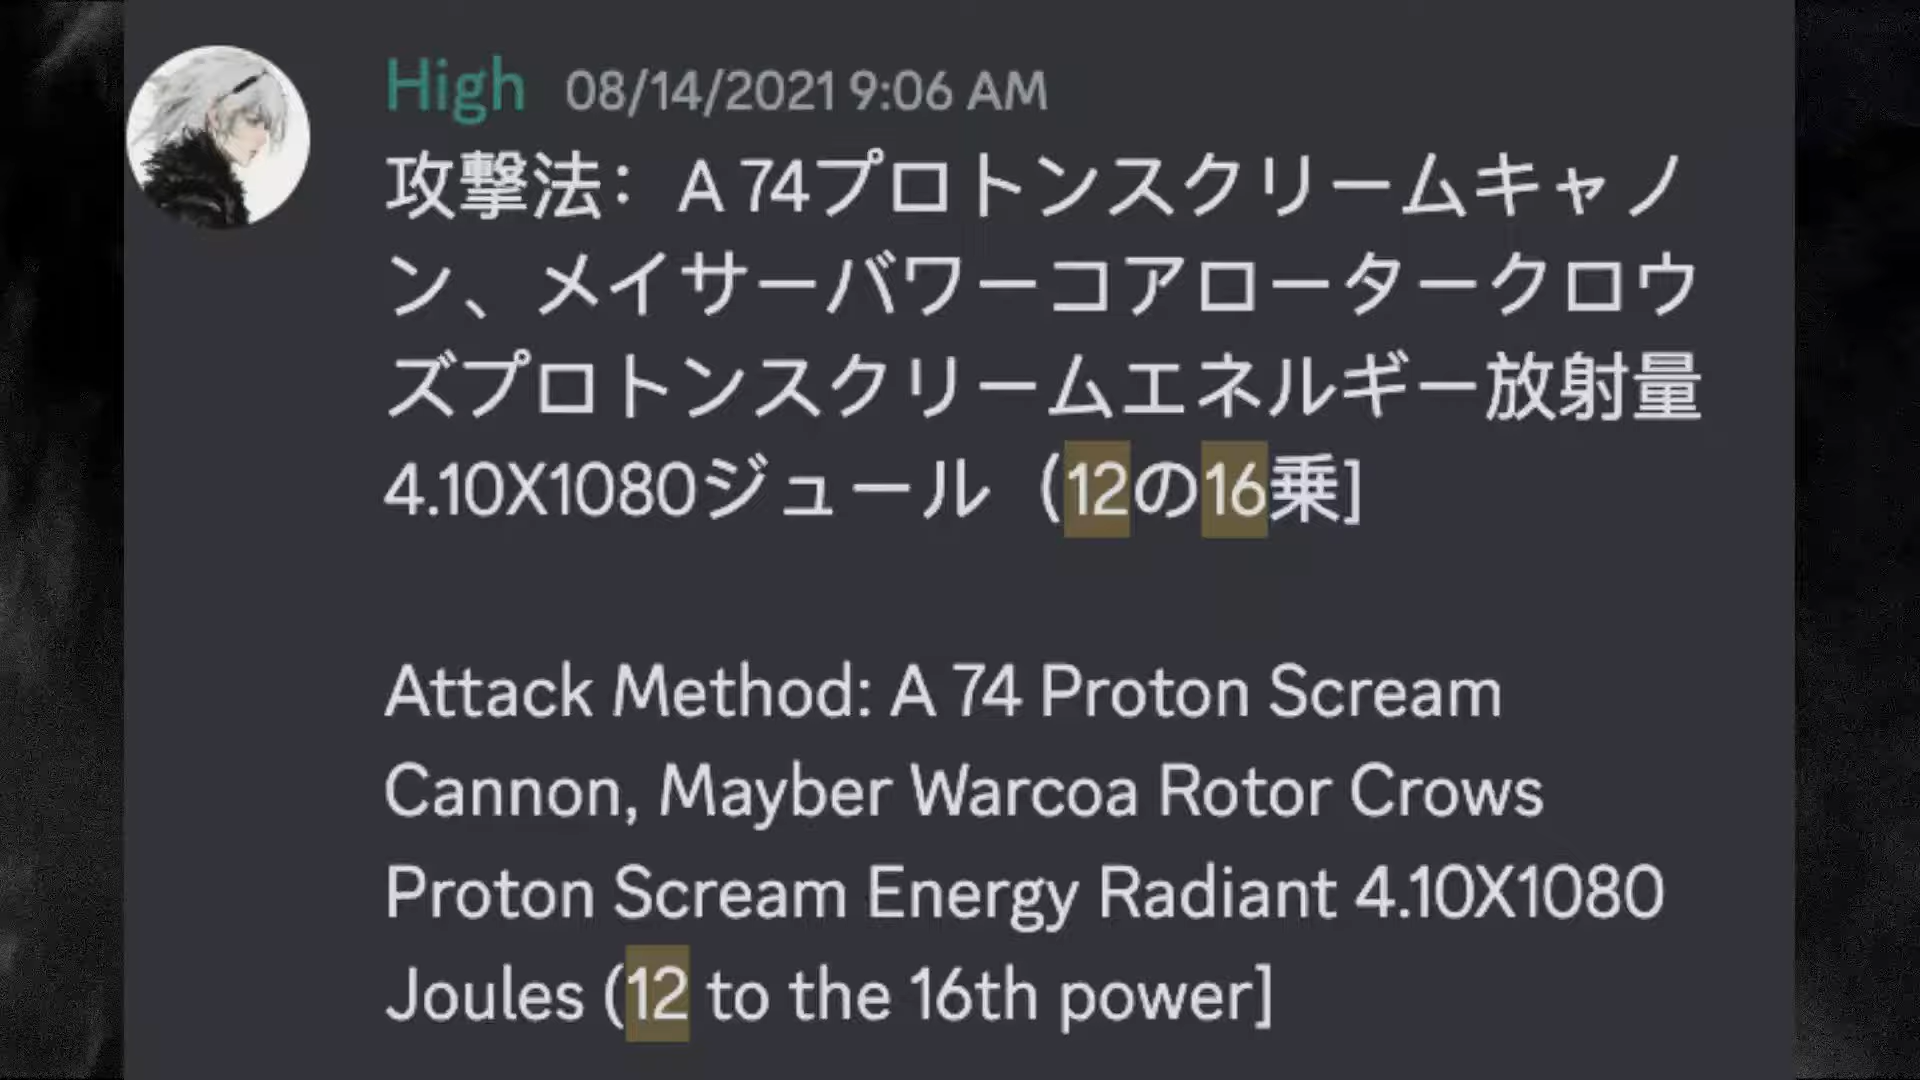 High 08/14/2021 9:06 AM
攻撃法：A 74プロトンスクリームキャノ
ン、メイサーバワーコアローターククロウ
ズプロトンスクリームエネルギー放射量
4.10X1080ジュール（12の16乗]
Attack Method: A 74 Proton Scream
Cannon, Mayber Warcoa Rotor Crows
Proton Scream Energy Radiant 4.10X1080
Joules (12 to the 16th power]